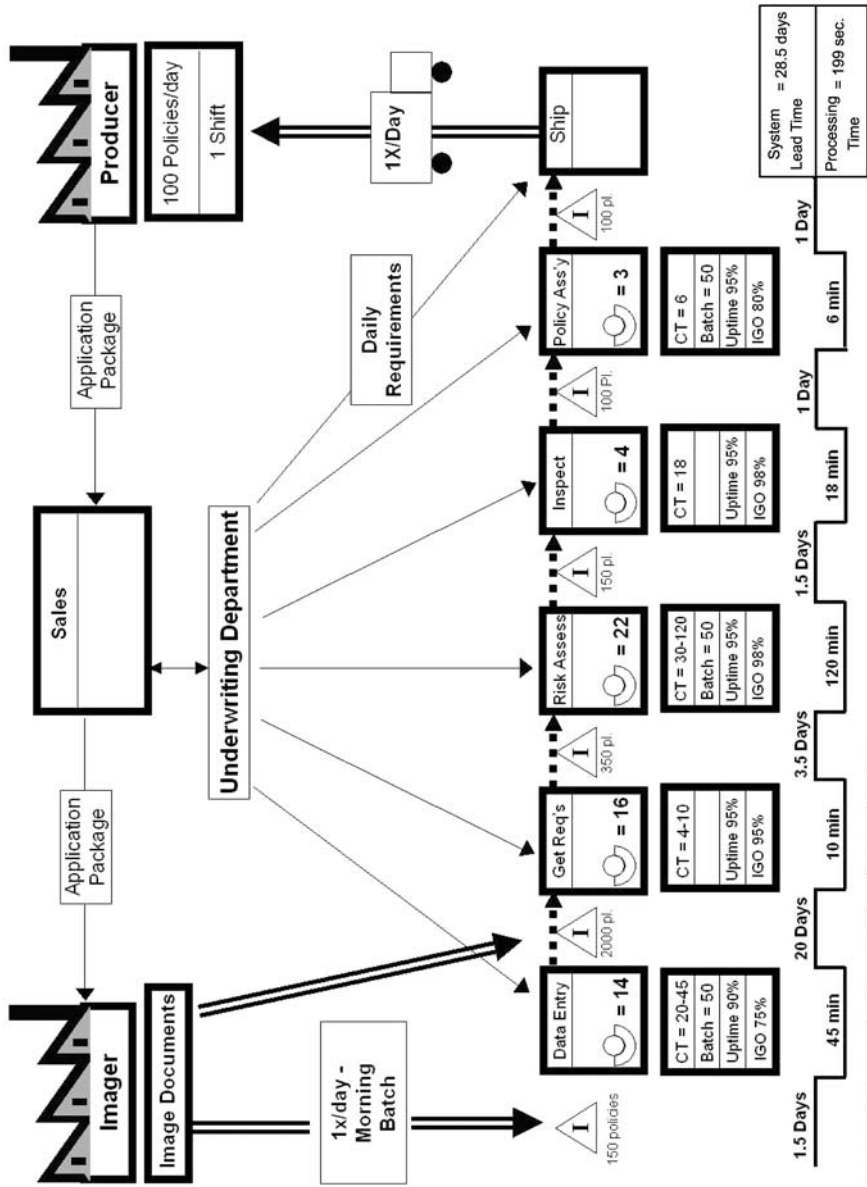 Imager
Image Documents
Application
Package
Sales
Application
Package
Producer
100 Policies/day
1 Shift
1x/day -
Morning
Batch
Underwriting Department
Daily
Requirements
1X/Day
150 policies
I
Data Entry
= 14
I
2000 pl.
Get Req's
= 16
I
350 pl.
Risk Assess
= 22
I
150 pl.
Inspect
= 4
I
100 Pl.
Policy Ass'y
= 3
I
100 pl.
Ship
CT = 20-45
Batch = 50
Uptime 90%
IGO 75%
CT = 4-10
Uptime 95%
IGO 95%
CT = 30-120
Batch = 50
Uptime 95%
IGO 98%
CT = 18
Uptime 95%
IGO 98%
CT = 6
Batch = 50
Uptime 95%
IGO 80%
1.5 Days
45 min
20 Days
10 min
3.5 Days
120 min
1.5 Days
18 min
1 Day
6 min
1 Day
System = 28.5 days
Lead Time
Processing = 199 sec.
Time